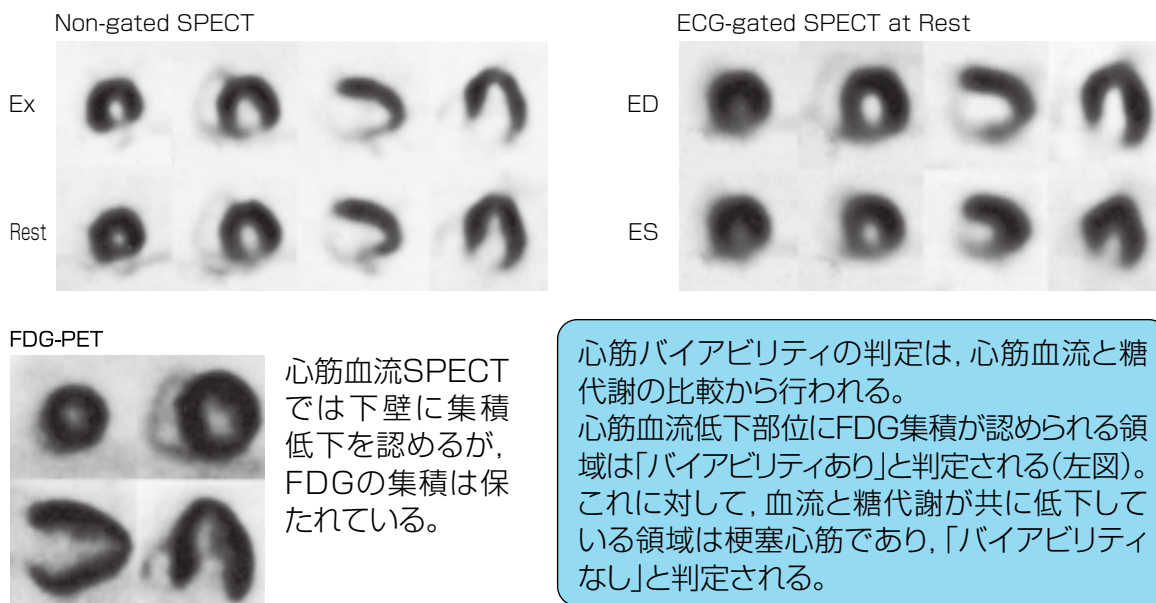 Non-gated SPECT
ECG-gated SPECT at Rest
Ex
Rest
ED
ES
FDG-PET
心筋血流SPECT
では下壁に集積
低下を認めるが,
FDGの集積は保
たれている。
心筋バイアビリティの判定は, 心筋血流と糖
代謝の比較から行われる。
心筋血流低下部位にFDG集積が認められる領
域は「バイアビリティあり」と判定される(左図)。
これに対して, 血流と糖代謝が共に低下して
いる領域は梗塞心筋であり, 「バイアビリティ
なし」と判定される。